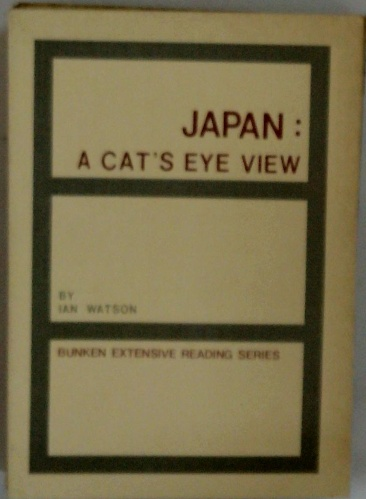 JAPAN :
A CAT'S EYE VIEW
BY
IAN WATSON
BUNKEN EXTENSIVE READING SERIES